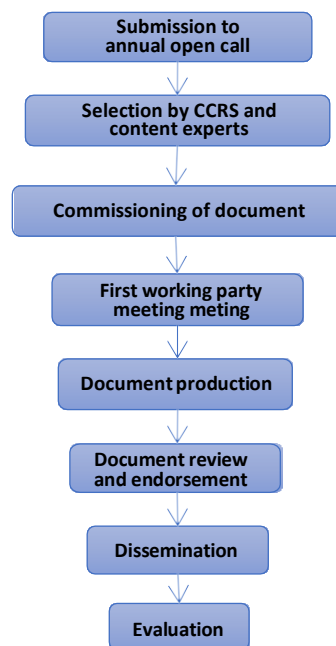 Submission to
annual open call
Selection by CCRS and
content experts
Commissioning of document
First working party
meeting meting
Document production
Document review
and endorsement
Dissemination
Evaluation